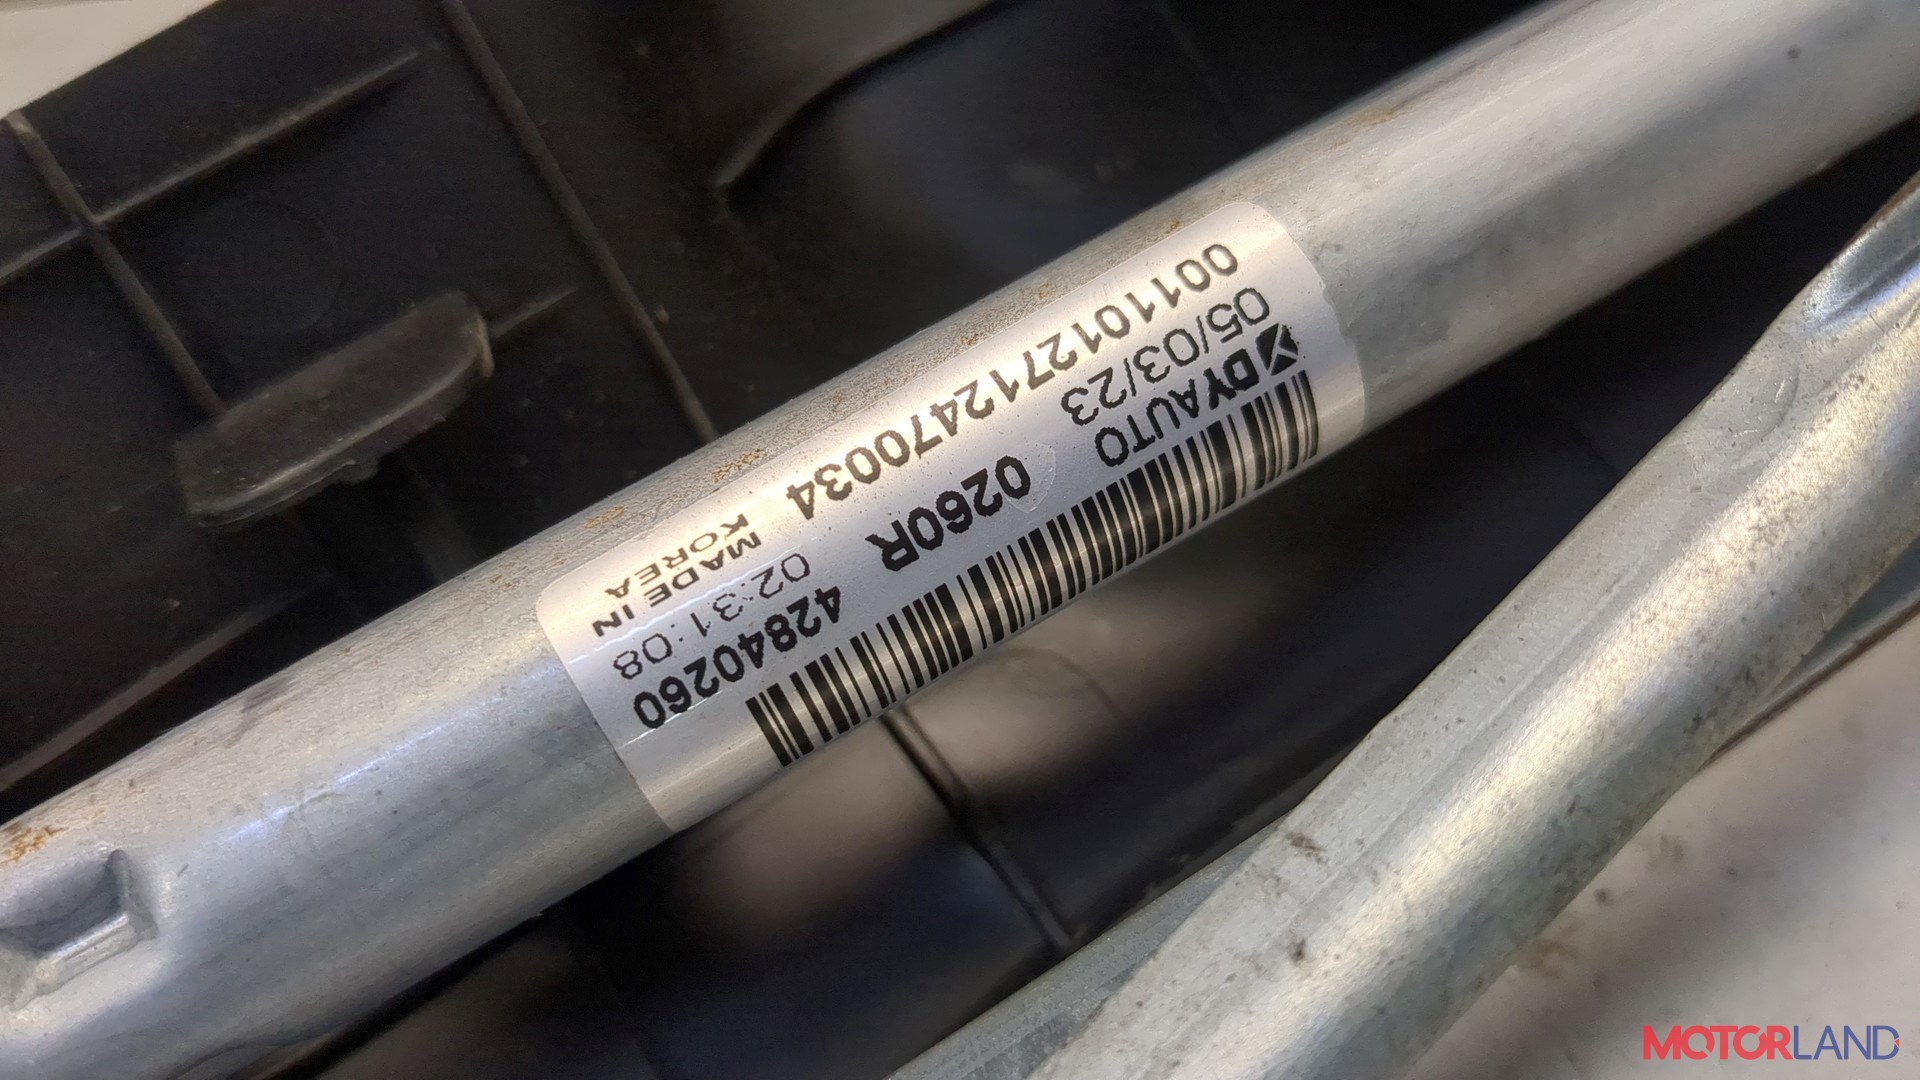 DYAUTO 42840260
05/03/23 0260R 02:31:08
0011012712470034 MADE IN
KOREA
MOTORLAND